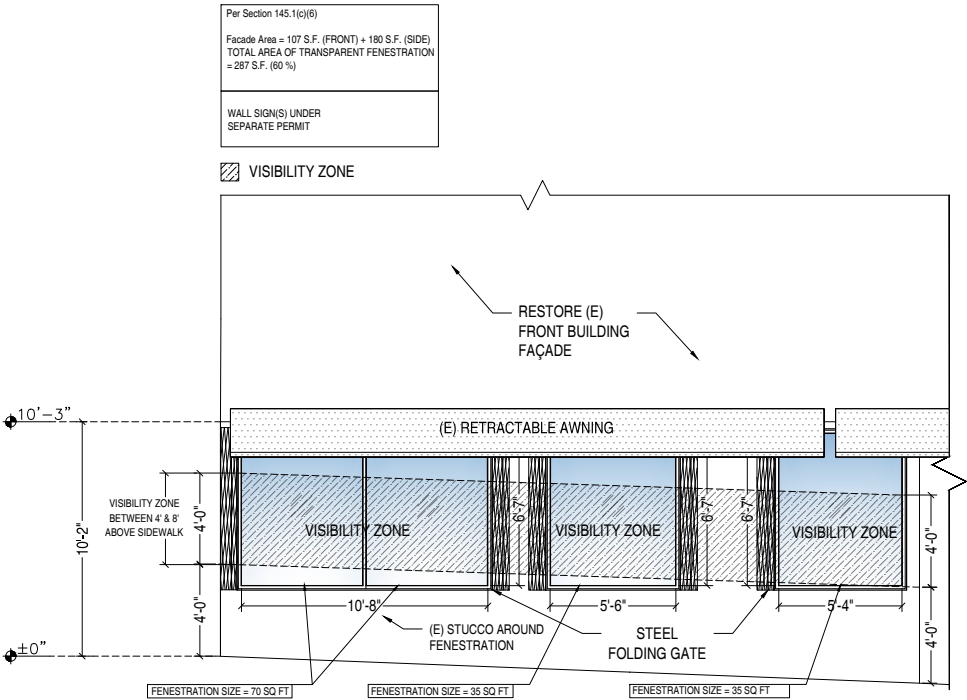 Per Section 145.1(c)(6)
Facade Area = 107 S.F. (FRONT) + 180 S.F. (SIDE)
TOTAL AREA OF TRANSPARENT FENESTRATION
= 287 S.F. (60 %)
WALL SIGN(S) UNDER
SEPARATE PERMIT
VISIBILITY ZONE
RESTORE (E)
FRONT BUILDING
FAÇADE
10'-3"
(E) RETRACTABLE AWNING
VISIBILITY ZONE
BETWEEN 4' & 8'
ABOVE SIDEWALK
10'-2"
4'-0"
4'-0"
VISIBILITY ZONE
6'-7"
VISIBILITY ZONE
6'-7"
6'-7"
VISIBILITY ZONE
4'-0"
4'-0"
10'-8"
5'-6"
5'-4"
(E) STUCCO AROUND
FENESTRATION
STEEL
FOLDING GATE
±0"
FENESTRATION SIZE = 70 SQ FT
FENESTRATION SIZE = 35 SQ FT
FENESTRATION SIZE = 35 SQ FT